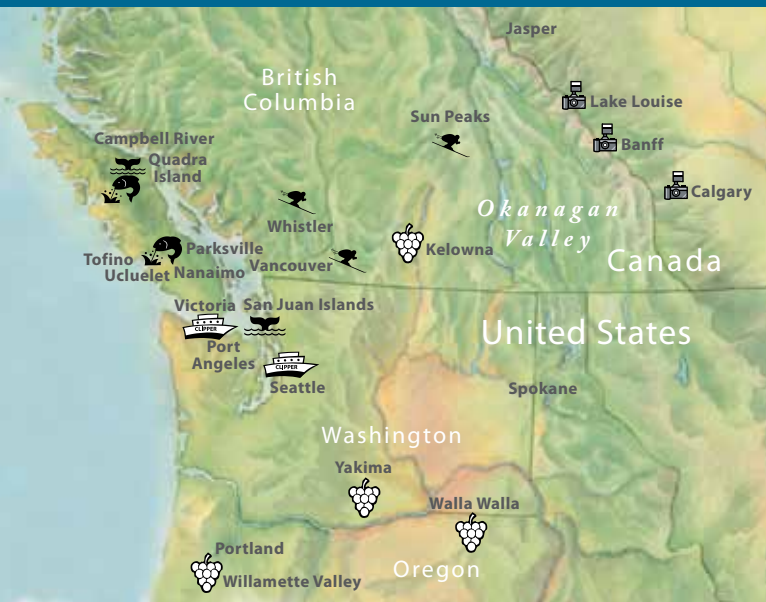 Jasper
British
Columbia
Lake Louise
Sun Peaks
Campbell River
Banff
Quadra
Island
Calgary
Okanagan
Valley
Whistler
Parksville
Kelowna
Tofino
Canada
Vancouver
Ucluelet
Nanaimo
Victoria
San Juan Islands
CLIPPER
United States
Port
Angeles
CLIPPER
Seattle
Spokane
Washington
Yakima
Walla Walla
Portland
Oregon
Willamette Valley